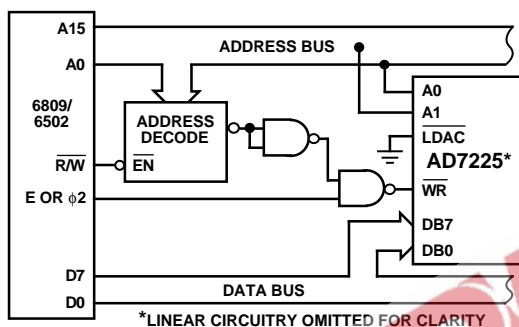 A15
ADDRESS BUS
A0
6809/
6502
ADDRESS
DECODE
R/W
EN
E OR ϕ2
A0
A1
LDAC
AD7225*
WR
DB7
DB0
D7
DATA BUS
D0
*LINEAR CIRCUITRY OMITTED FOR CLARITY